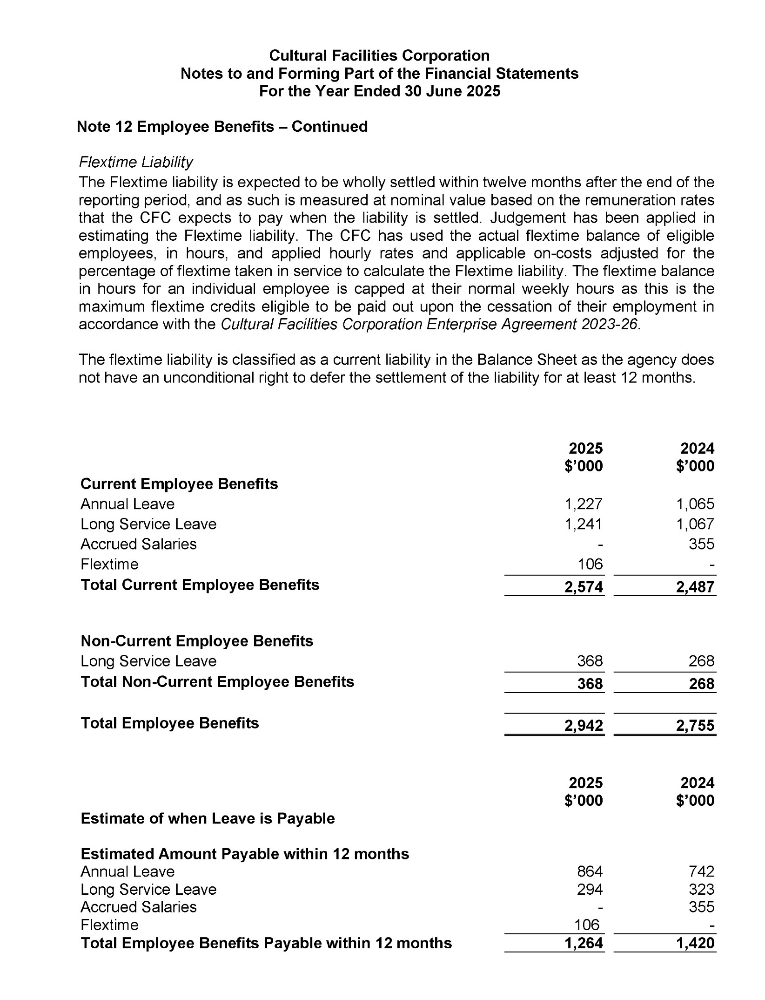 Cultural Facilities Corporation
Notes to and Forming Part of the Financial Statements
For the Year Ended 30 June 2025
Note 12 Employee Benefits – Continued
Flextime Liability
The Flextime liability is expected to be wholly settled within twelve months after the end of the
reporting period, and as such is measured at nominal value based on the remuneration rates
that the CFC expects to pay when the liability is settled. Judgement has been applied in
estimating the Flextime liability. The CFC has used the actual flextime balance of eligible
employees, in hours, and applied hourly rates and applicable on-costs adjusted for the
percentage of flextime taken in service to calculate the Flextime liability. The flextime balance
in hours for an individual employee is capped at their normal weekly hours as this is the
maximum flextime credits eligible to be paid out upon the cessation of their employment in
accordance with the Cultural Facilities Corporation Enterprise Agreement 2023-26.
The flextime liability is classified as a current liability in the Balance Sheet as the agency does
not have an unconditional right to defer the settlement of the liability for at least 12 months.
2025 2024
$’000 $’000
Current Employee Benefits
Annual Leave 1,227 1,065
Long Service Leave 1,241 1,067
Accrued Salaries - 355
Flextime 106 -
Total Current Employee Benefits 2,574 2,487
Non-Current Employee Benefits
Long Service Leave 368 268
Total Non-Current Employee Benefits 368 268
Total Employee Benefits 2,942 2,755
2025 2024
$’000 $’000
Estimate of when Leave is Payable
Estimated Amount Payable within 12 months
Annual Leave 864 742
Long Service Leave 294 323
Accrued Salaries - 355
Flextime 106 -
Total Employee Benefits Payable within 12 months 1,264 1,420